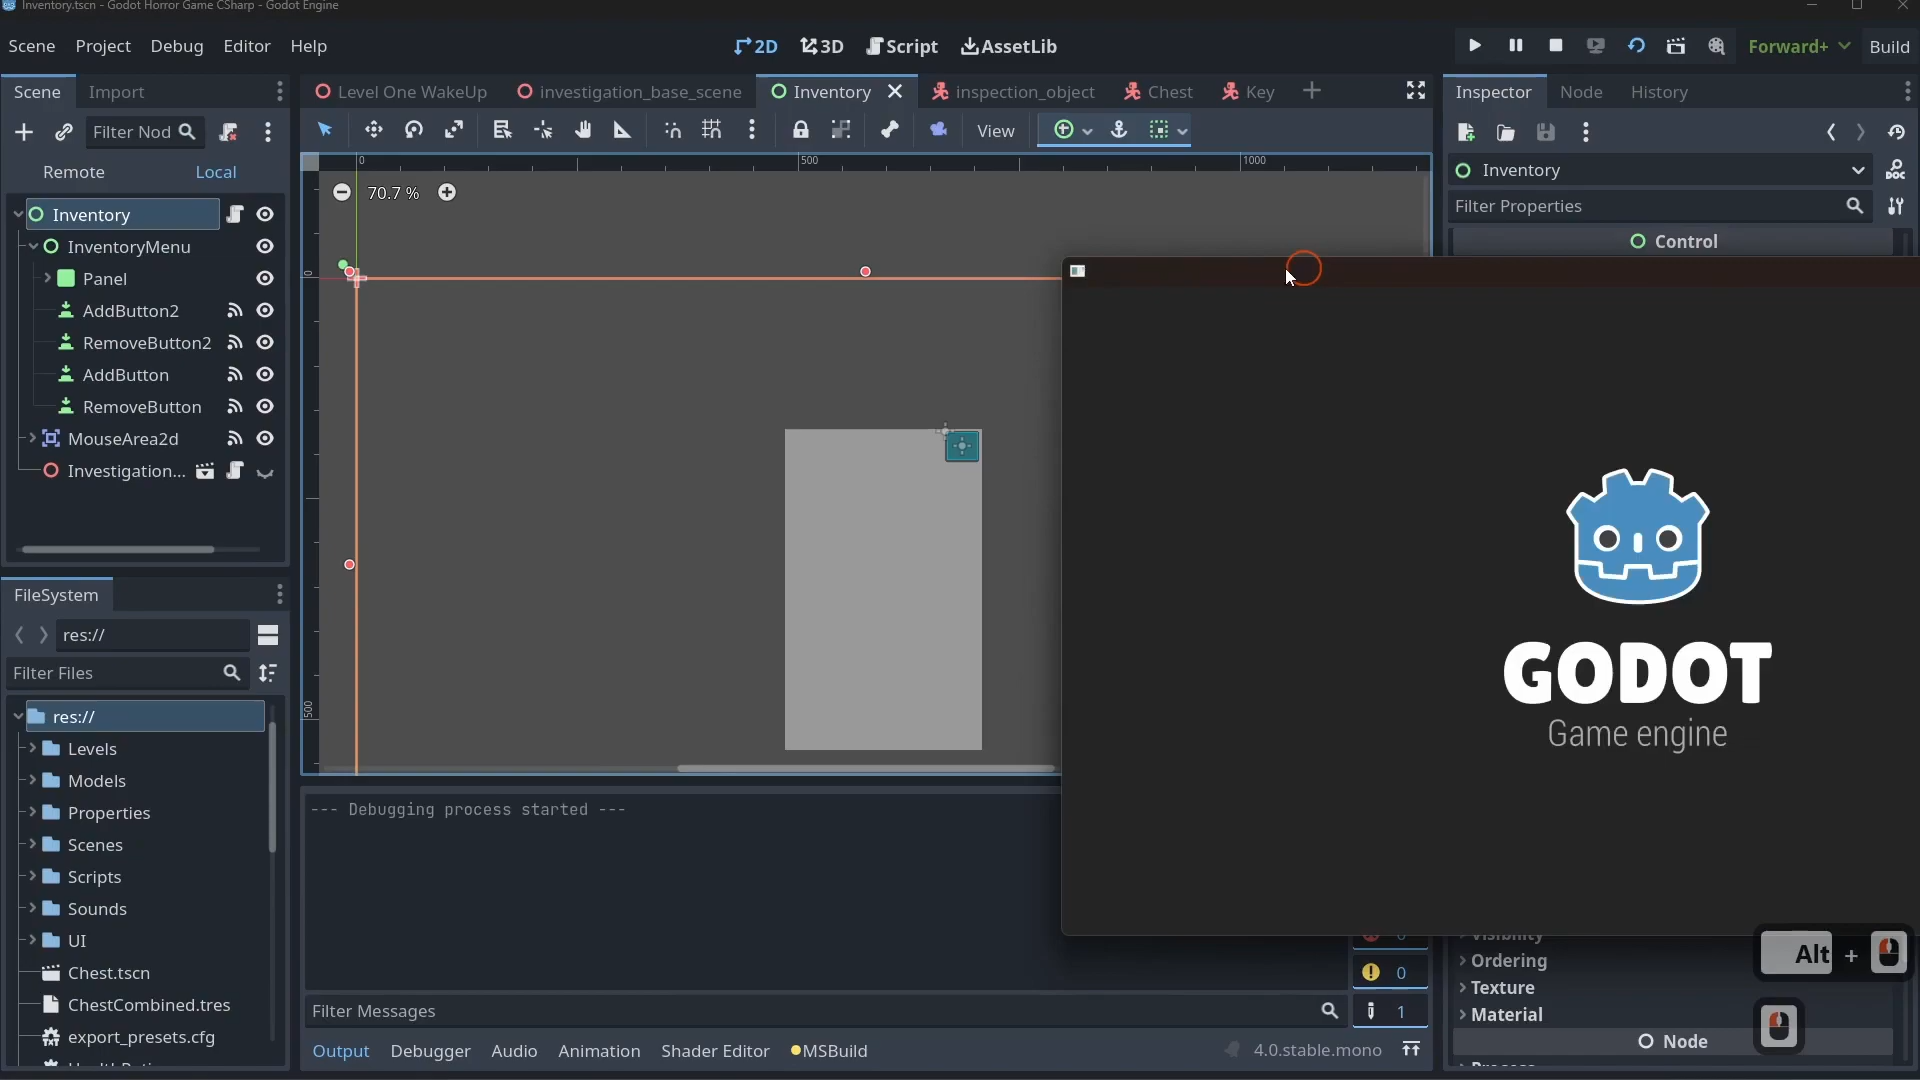 Inventory.tscn - Godot Horror Game CSharp - Godot Engine
Scene Project Debug Editor Help
2D 3D Script AssetLib
Forward+ Build
Scene Import
Level One WakeUp investigation_base_scene Inventory inspection_object Chest Key
Inspector Node History
Filter Nod
View
Remote Local
0 500 1000
Inventory
DOC
70.7 %
Filter Properties
Inventory
Control
InventoryMenu
Panel
0
AddButton2
RemoveButton2
AddButton
RemoveButton
MouseArea2d
Investigation...
GODOT
Game engine
FileSystem
res://
Filter Files
500
res://
Levels
Models
Properties
Scenes
Scripts
Sounds
UI
Chest.tscn
ChestCombined.tres
export_presets.cfg
--- Debugging process started ---
Visibility
Ordering
Texture
Material
Node
0
0
1
Alt +
Filter Messages
Output Debugger Audio Animation Shader Editor MSBuild
4.0.stable.mono